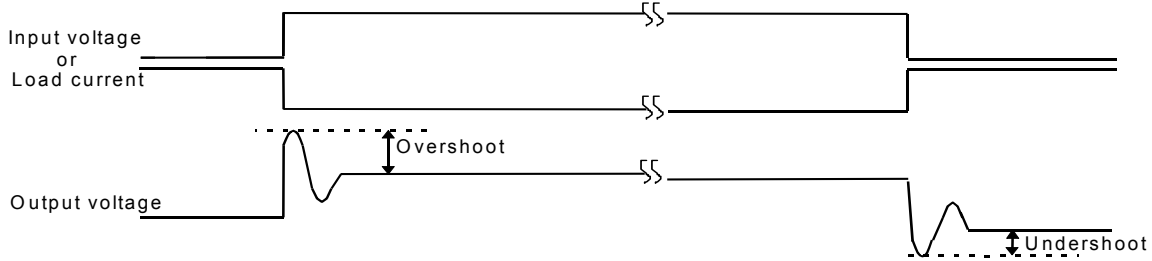 Input voltage
or
Load current
Overshoot
Output voltage
Undershoot